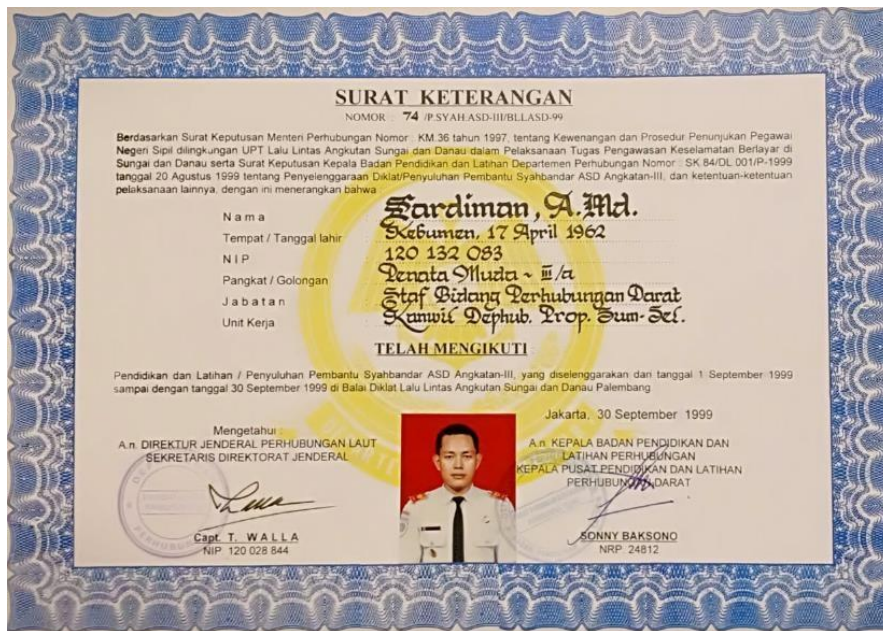 SURAT KETERANGAN
NOMOR : 74 /P.SYAH.ASD-III/BLLASD-99
Berdasarkan Surat Keputusan Menteri Perhubungan Nomor : KM 36 tahun 1997, tentang Kewenangan dan Prosedur Penunjukan Pegawai
Negeri Sipil dilingkungan UPT Lalu Lintas Angkutan Sungai dan Danau dalam Pelaksanaan Tugas Pengawasan Keselamatan Berlayar di
Sungai dan Danau serta Surat Keputusan Kepala Badan Pendidikan dan Latihan Departemen Perhubungan Nomor : SK 84/DL 001/P-1999
tanggal 20 Agustus 1999 tentang Penyelenggaraan Diklat/Penyuluhan Pembantu Syahbandar ASD Angkatan-III, dan ketentuan-ketentuan
pelaksanaan lainnya, dengan ini menerangkan bahwa :
Nama : Sardiman, A.Md.
Tempat / Tanggal lahir : Kebumen, 17 April 1962
NIP : 120 132 083
Pangkat / Golongan : Penata Muda ~ III/a
Jabatan : Staf Bidang Perhubungan Darat
Unit Kerja : Kanwil Dephub. Prop. Sum-Sel.
TELAH MENGIKUTI
Pendidikan dan Latihan / Penyuluhan Pembantu Syahbandar ASD Angkatan-III, yang diselenggarakan dari tanggal 1 September 1999
sampai dengan tanggal 30 September 1999 di Balai Diklat Lalu Lintas Angkutan Sungai dan Danau Palembang
Mengetahui :
A.n. DIREKTUR JENDERAL PERHUBUNGAN LAUT
SEKRETARIS DIREKTORAT JENDERAL
Capt. T. WALLA
NIP 120 028 844
Jakarta, 30 September 1999
A.n. KEPALA BADAN PENDIDIKAN DAN
LATIHAN PERHUBUNGAN
KEPALA PUSAT PENDIDIKAN DAN LATIHAN
PERHUBUNGAN DARAT
SONNY BAKSONO
NRP. 24812